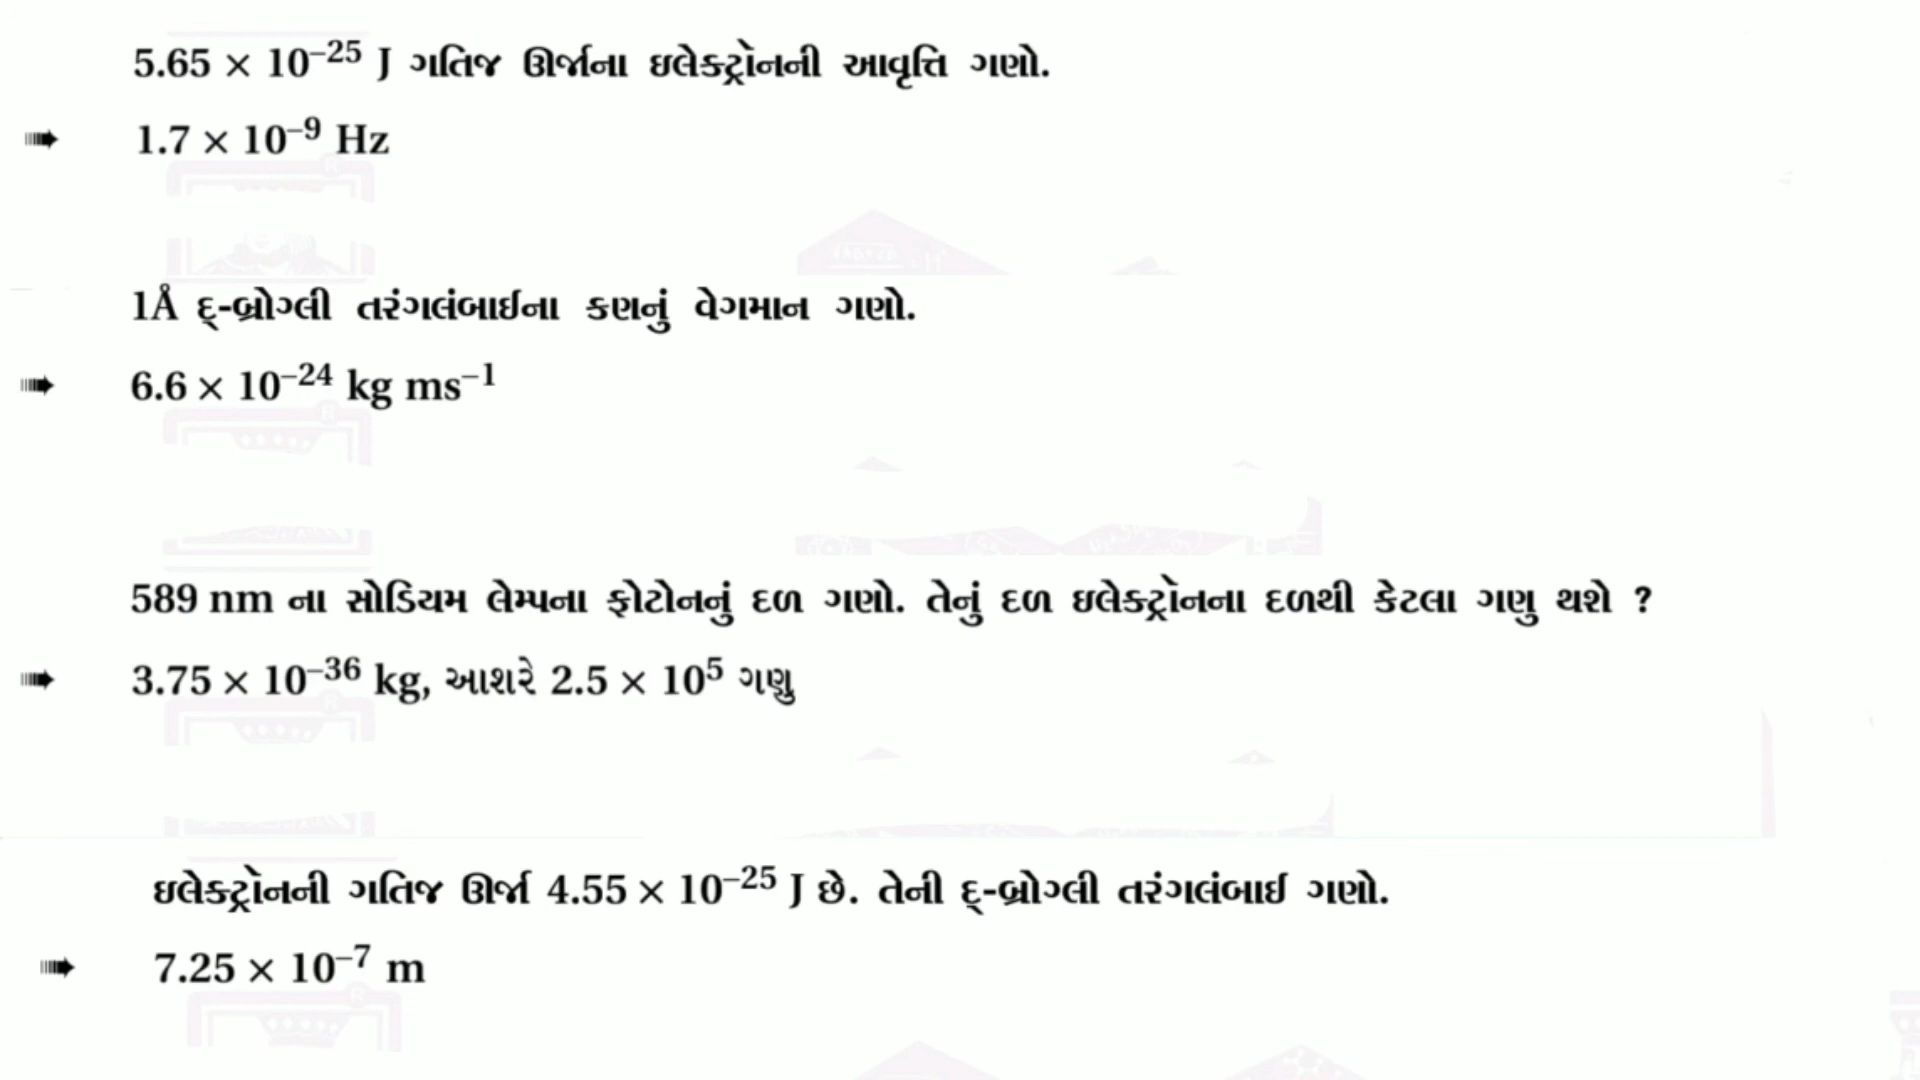 5.65 × 10⁻²⁵ J ગતિજ ઊર્જાના ઇલેક્ટ્રોનની આવૃત્તિ ગણો.
➠ 1.7 × 10⁻⁹ Hz
1Å દ્-બ્રોગ્લી તરંગલંબાઈના કણનું વેગમાન ગણો.
➠ 6.6 × 10⁻²⁴ kg ms⁻¹
589 nm ના સોડિયમ લેમ્પના ફોટોનનું દળ ગણો. તેનું દળ ઇલેક્ટ્રોનના દળથી કેટલા ગણુ થશે ?
➠ 3.75 × 10⁻³⁶ kg, આશરે 2.5 × 10⁵ ગણુ
ઇલેક્ટ્રોનની ગતિજ ઊર્જા 4.55 × 10⁻²⁵ J છે. તેની દ્-બ્રોગ્લી તરંગલંબાઈ ગણો.
➠ 7.25 × 10⁻⁷ m